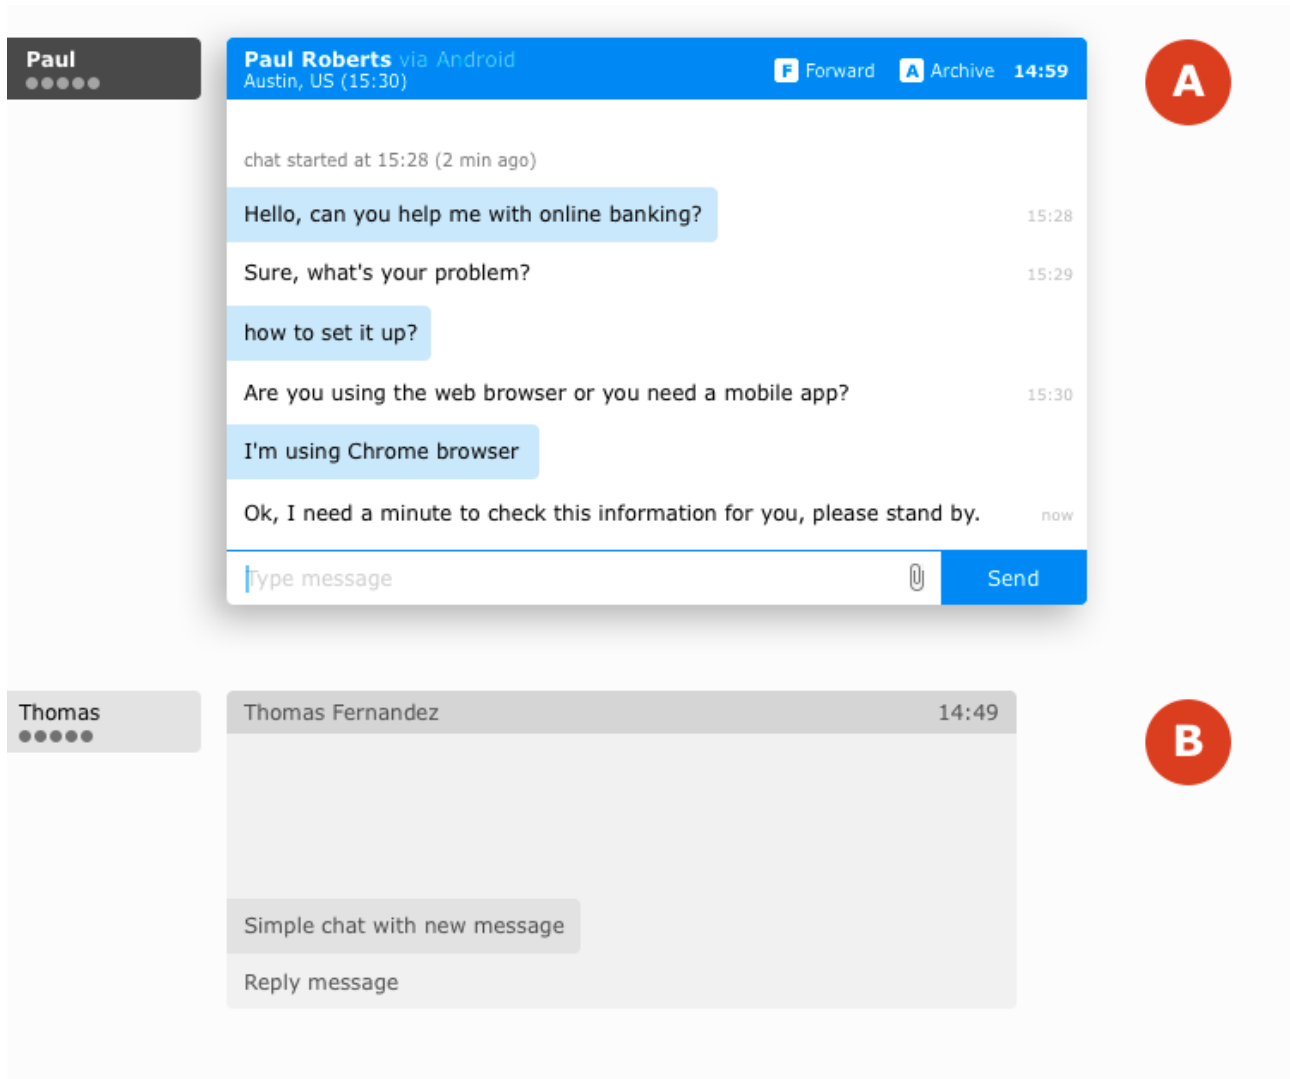 Paul
Paul Roberts via Android
Austin, US (15:30)
F Forward A Archive 14:59
A
chat started at 15:28 (2 min ago)
Hello, can you help me with online banking? 15:28
Sure, what's your problem? 15:29
how to set it up?
Are you using the web browser or you need a mobile app? 15:30
I'm using Chrome browser
Ok, I need a minute to check this information for you, please stand by. now
Type message Send
Thomas
Thomas Fernandez 14:49
B
Simple chat with new message
Reply message